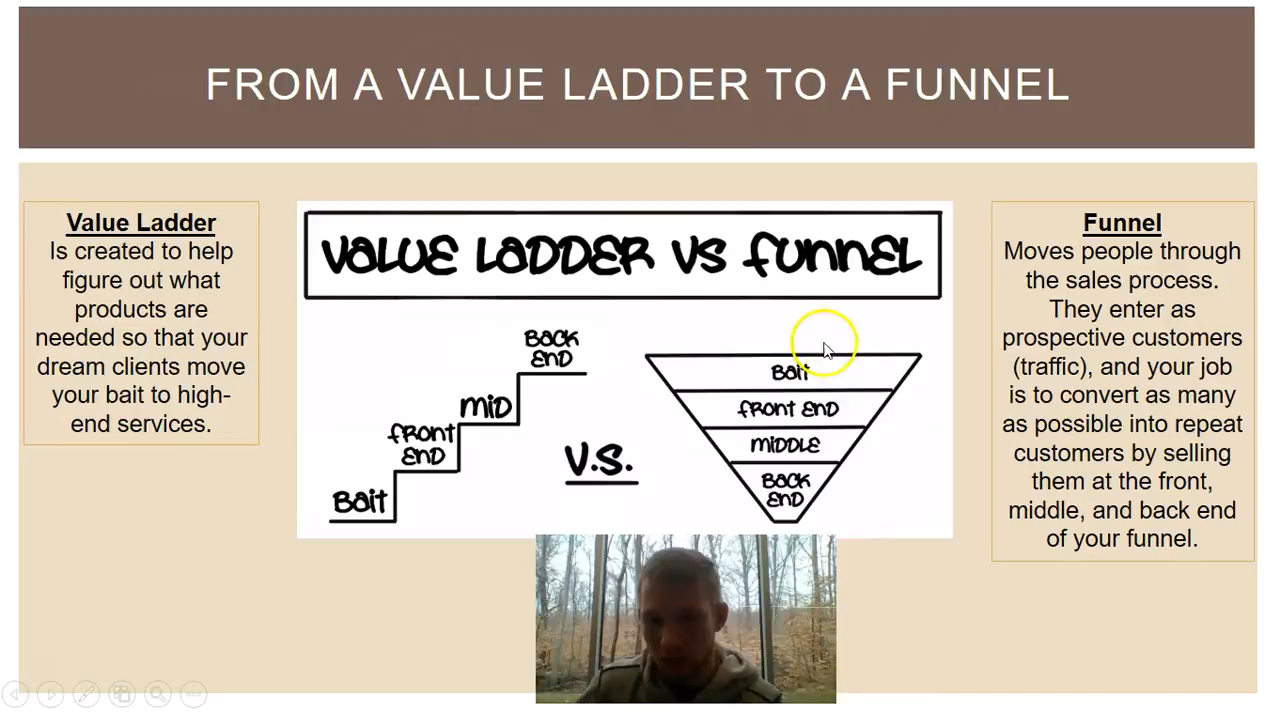 FROM A VALUE LADDER TO A FUNNEL
Value Ladder
Is created to help
figure out what
products are
needed so that your
dream clients move
your bait to high-
end services.
VALUE LADDER VS FUNNEL
BACK
END
MID
FRONT
END
BAIT
V.S.
BAIT
FRONT END
MIDDLE
BACK
END
Funnel
Moves people through
the sales process.
They enter as
prospective customers
(traffic), and your job
is to convert as many
as possible into repeat
customers by selling
them at the front,
middle, and back end
of your funnel.